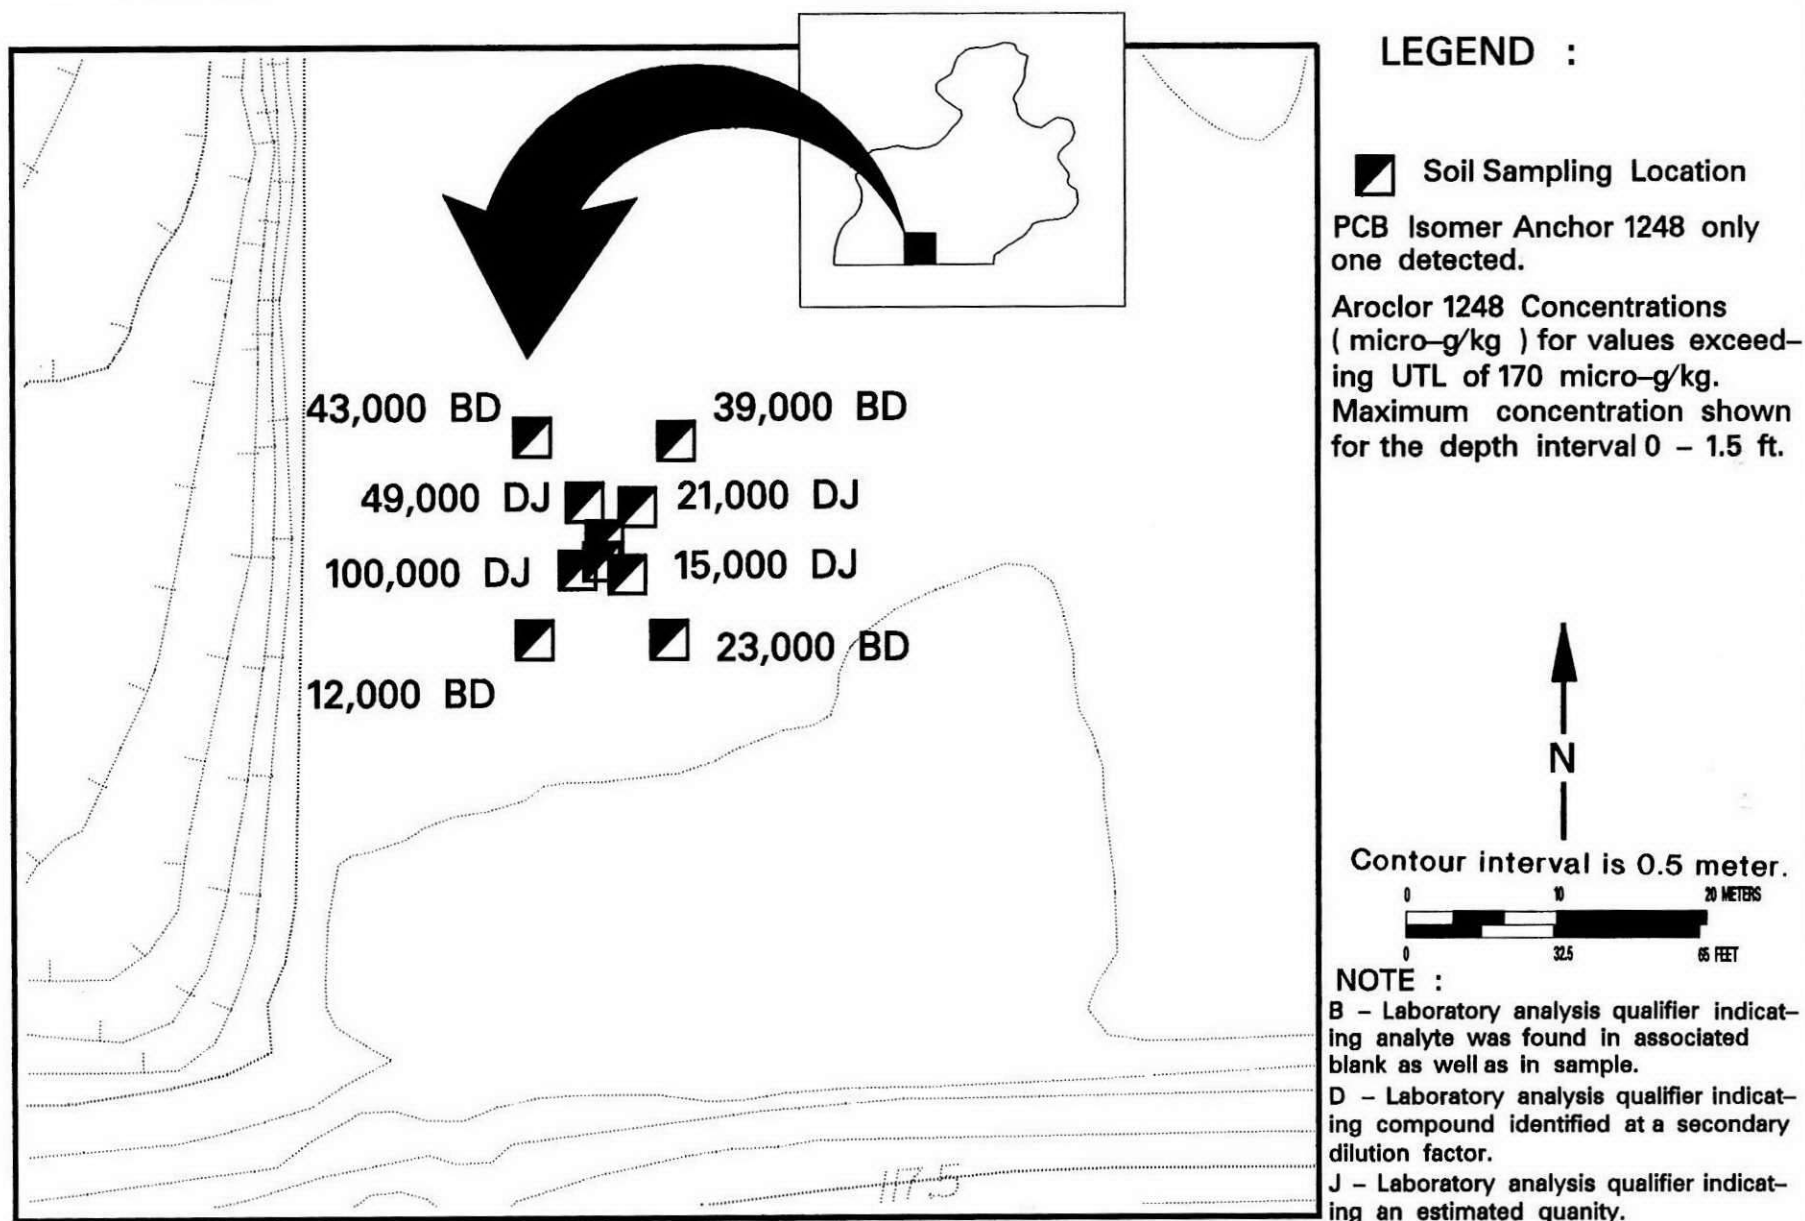 LEGEND :
Soil Sampling Location
PCB Isomer Anchor 1248 only
one detected.
Aroclor 1248 Concentrations
( micro–g/kg ) for values exceed–
ing UTL of 170 micro–g/kg.
Maximum concentration shown
for the depth interval 0 – 1.5 ft.
43,000 BD
39,000 BD
49,000 DJ
21,000 DJ
100,000 DJ
15,000 DJ
12,000 BD
23,000 BD
117.5
N
Contour interval is 0.5 meter.
0 10 20 METERS
0 32.5 65 FEET
NOTE :
B – Laboratory analysis qualifier indicat–
ing analyte was found in associated
blank as well as in sample.
D – Laboratory analysis qualifier indicat–
ing compound identified at a secondary
dilution factor.
J – Laboratory analysis qualifier indicat–
ing an estimated quanity.